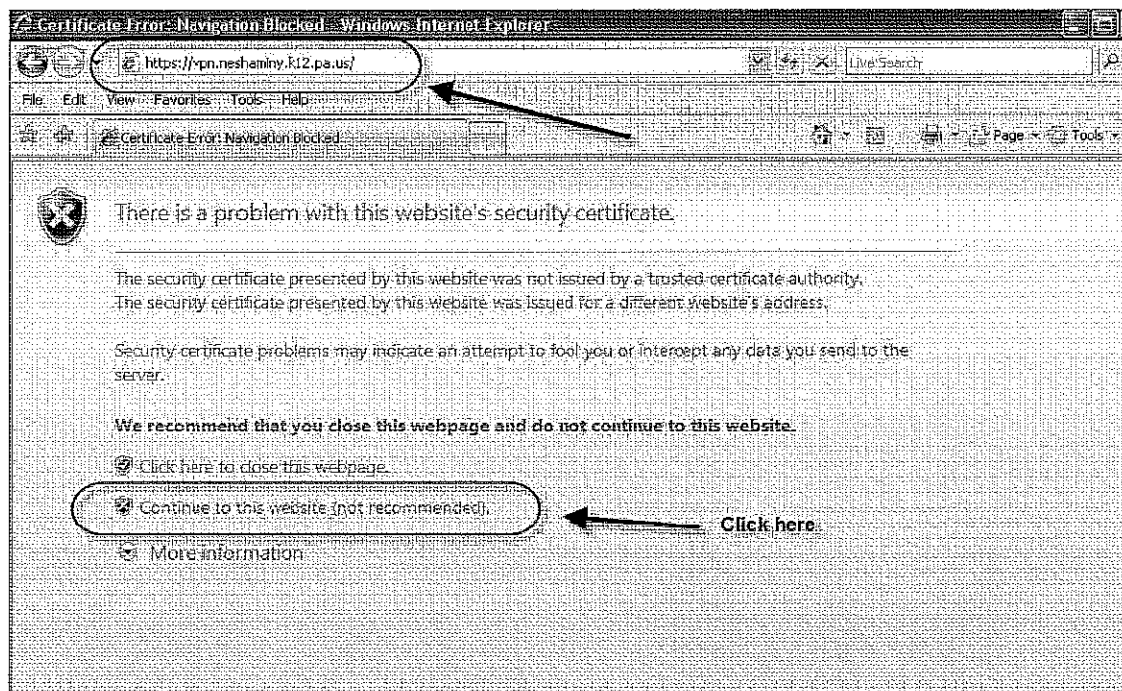 Certificate Error: Navigation Blocked - Windows Internet Explorer
https://vpn.neshaminy.k12.pa.us/
Live Search
File Edit View Favorites Tools Help
Certificate Error: Navigation Blocked
Page Tools
There is a problem with this website's security certificate.
The security certificate presented by this website was not issued by a trusted certificate authority.
The security certificate presented by this website was issued for a different website's address.
Security certificate problems may indicate an attempt to fool you or intercept any data you send to the
server.
We recommend that you close this webpage and do not continue to this website.
Click here to close this webpage.
Continue to this website (not recommended).
Click here.
More information